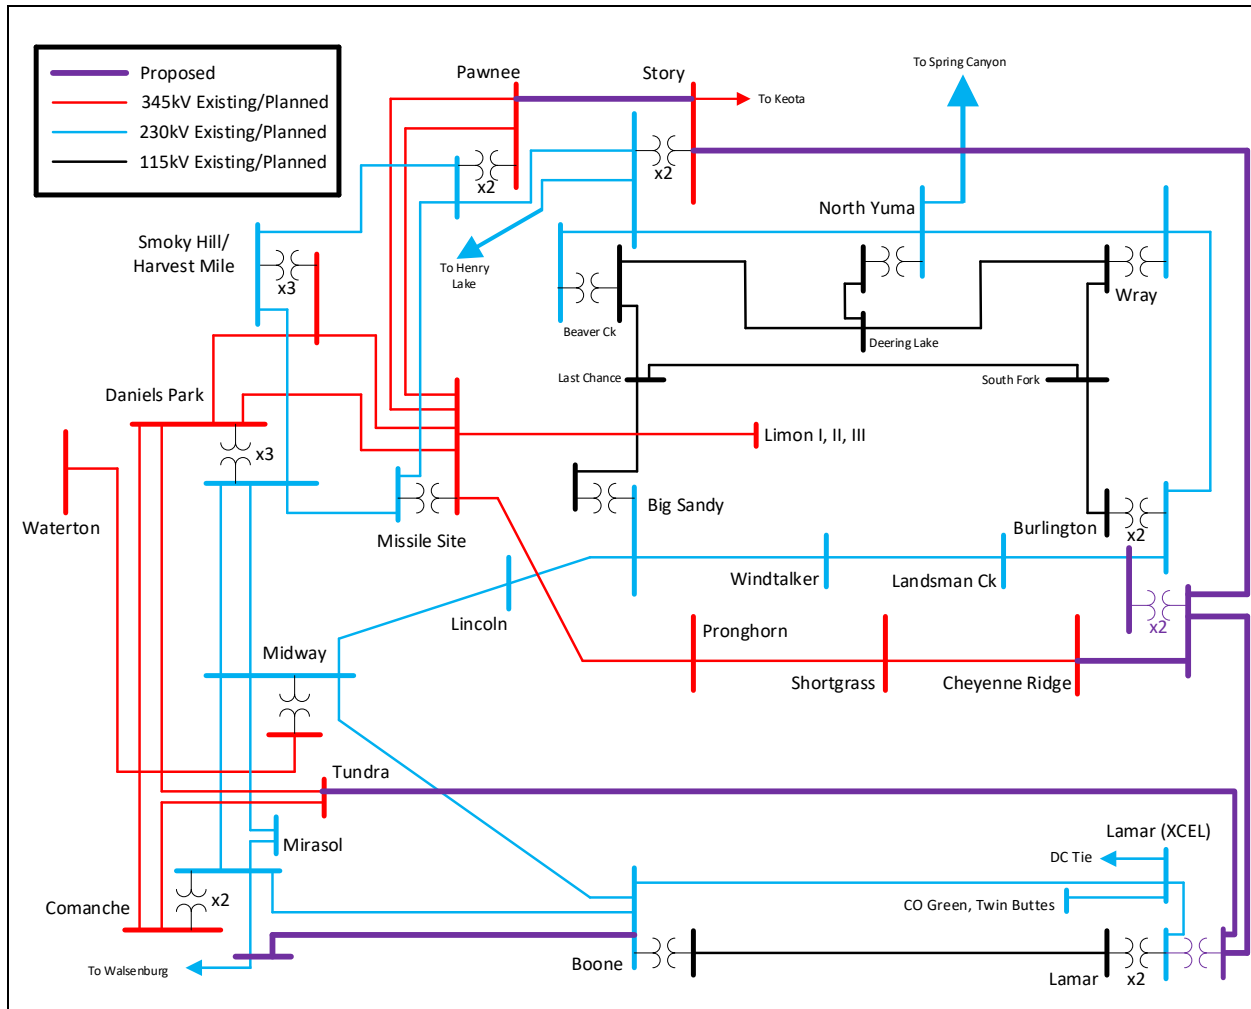 Proposed
345kV Existing/Planned
230kV Existing/Planned
115kV Existing/Planned
Pawnee
Story
To Spring Canyon
To Keota
x2
x2
North Yuma
Smoky Hill/
Harvest Mile
x3
To Henry
Lake
Wray
Beaver Ck
Deering Lake
Last Chance
South Fork
Daniels Park
x3
Limon I, II, III
Waterton
Missile Site
Big Sandy
Burlington
x2
Windtalker
Landsman Ck
Lincoln
x2
Pronghorn
Midway
Shortgrass
Cheyenne Ridge
Tundra
Mirasol
Lamar (XCEL)
DC Tie
CO Green, Twin Buttes
Comanche
x2
To Walsenburg
Boone
Lamar
x2